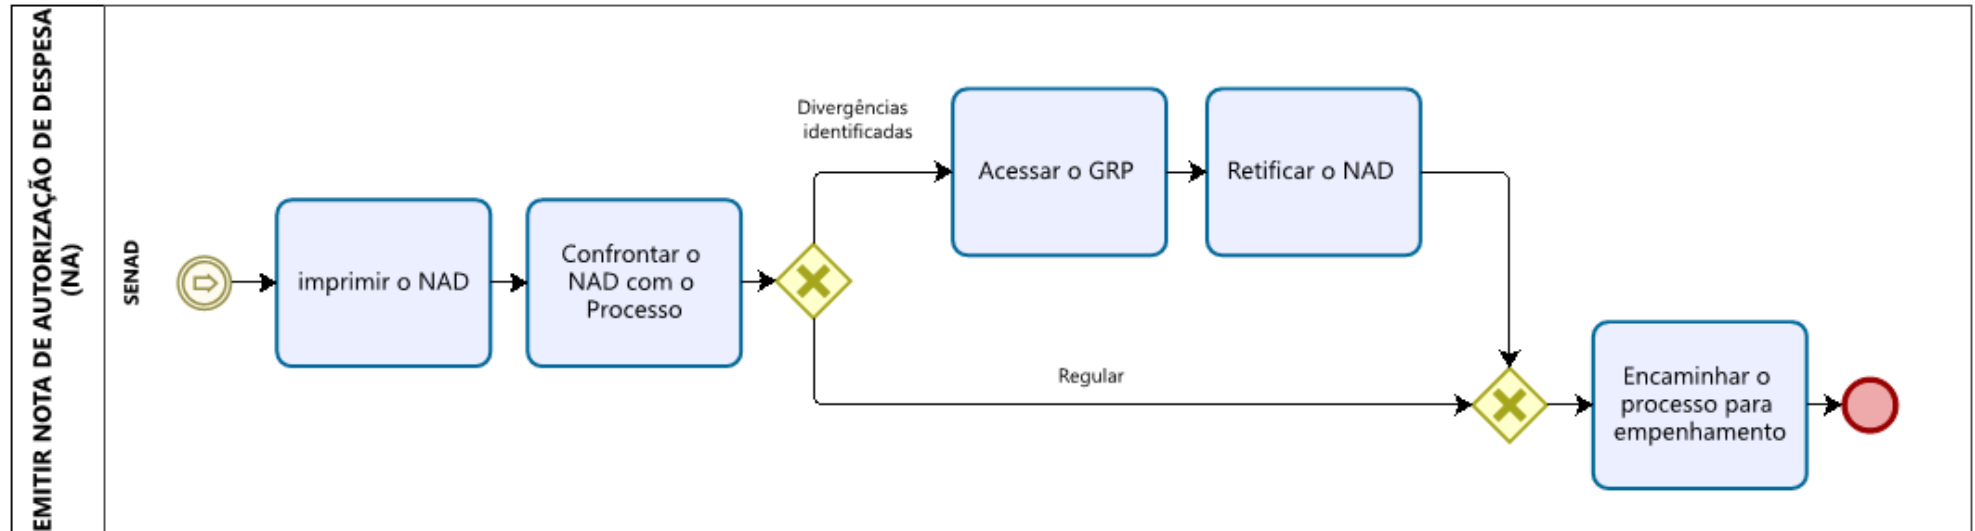 EMITIR NOTA DE AUTORIZAÇÃO DE DESPESA
(NA)
SENAD
imprimir o NAD
Confrontar o
NAD com o
Processo
Divergências
identificadas
Acessar o GRP
Retificar o NAD
Regular
Encaminhar o
processo para
empenhamento